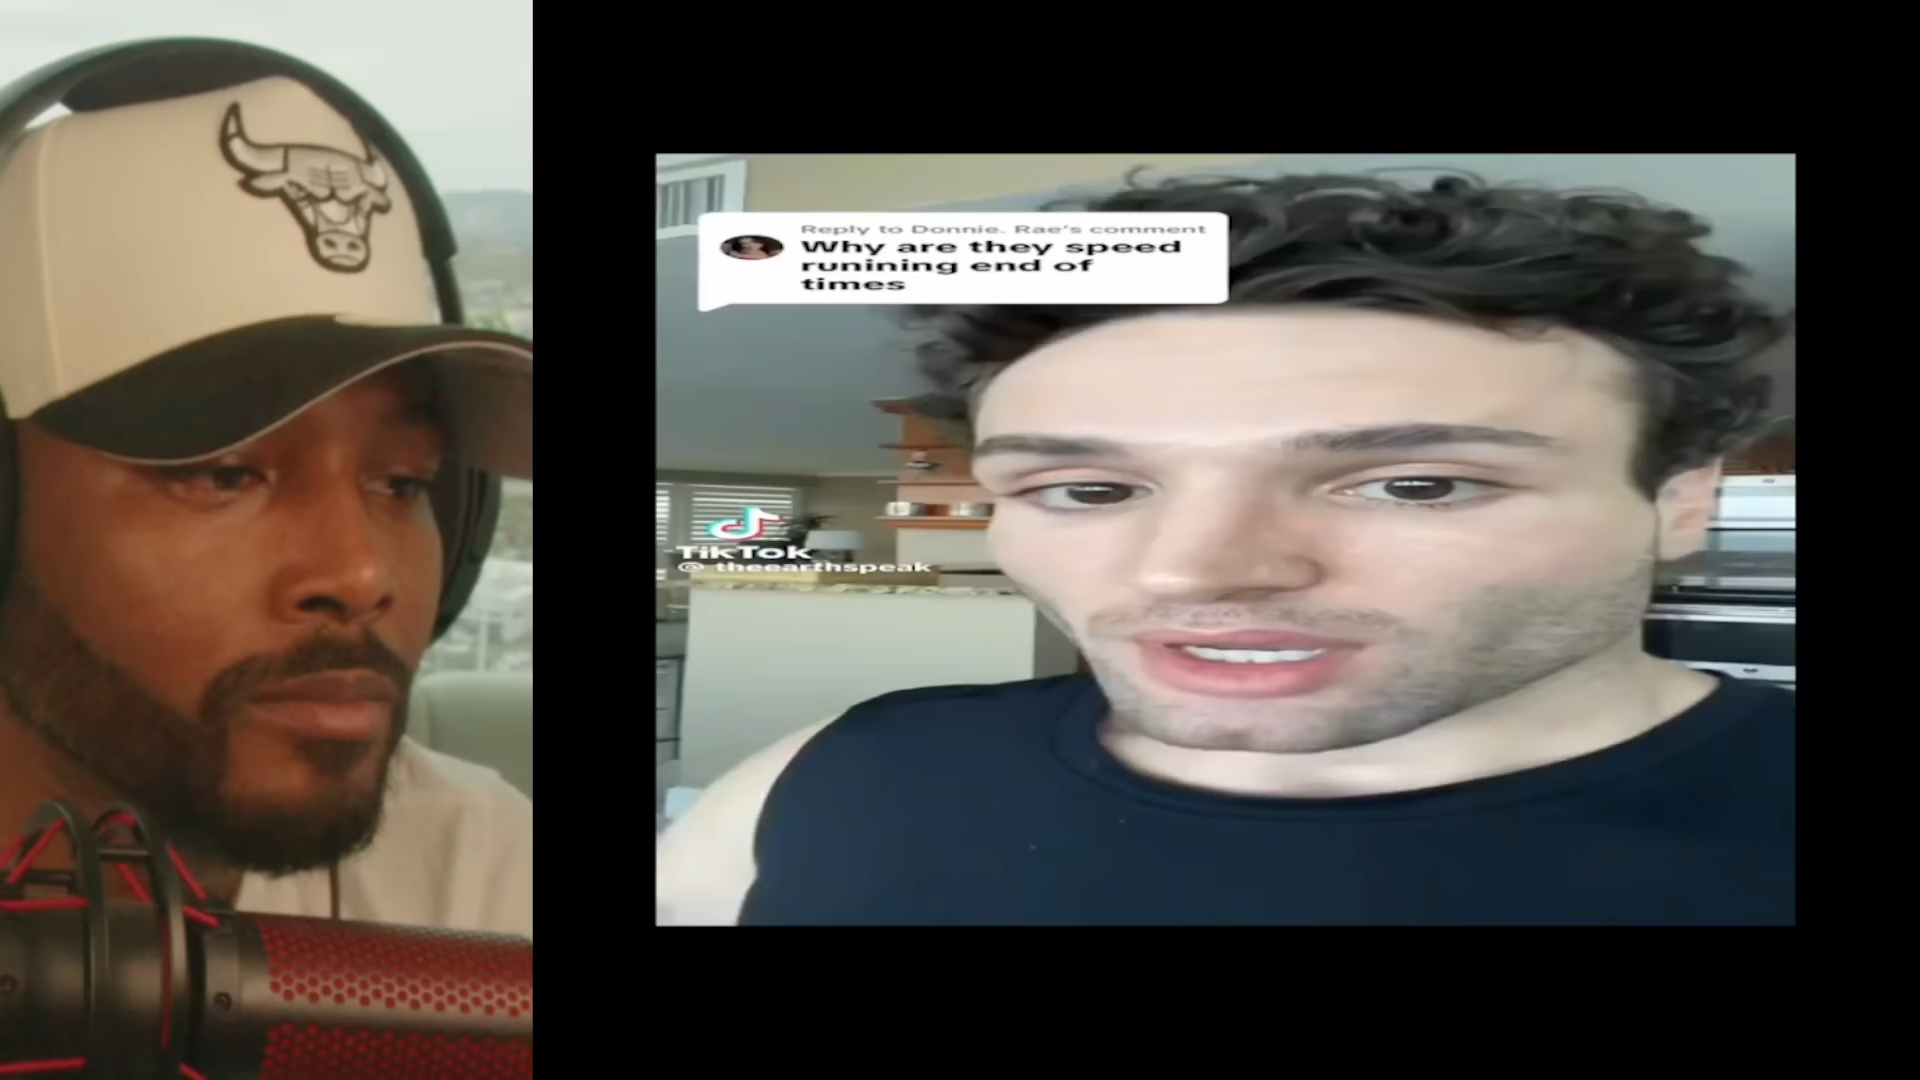 Reply to Donnie. Rae's comment
Why are they speed
runining end of
times
TikTok
@ theearthspeak